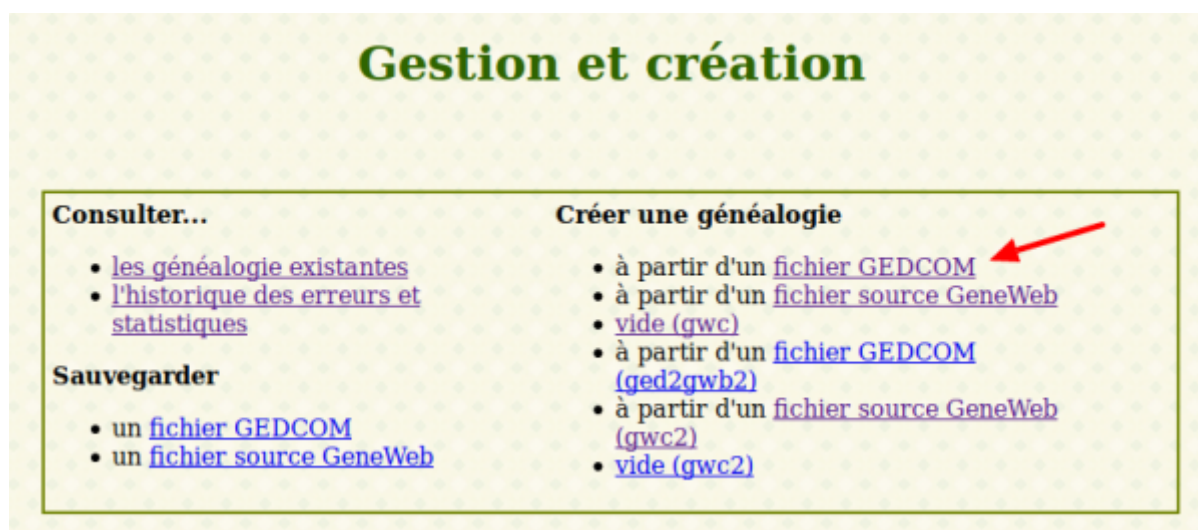 Gestion et création
Consulter...
• les généalogie existantes
• l'historique des erreurs et
statistiques
Sauvegarder
• un fichier GEDCOM
• un fichier source GeneWeb
Créer une généalogie
• à partir d'un fichier GEDCOM
• à partir d'un fichier source GeneWeb
• vide (gwc)
• à partir d'un fichier GEDCOM
(ged2gwb2)
• à partir d'un fichier source GeneWeb
(gwc2)
• vide (gwc2)